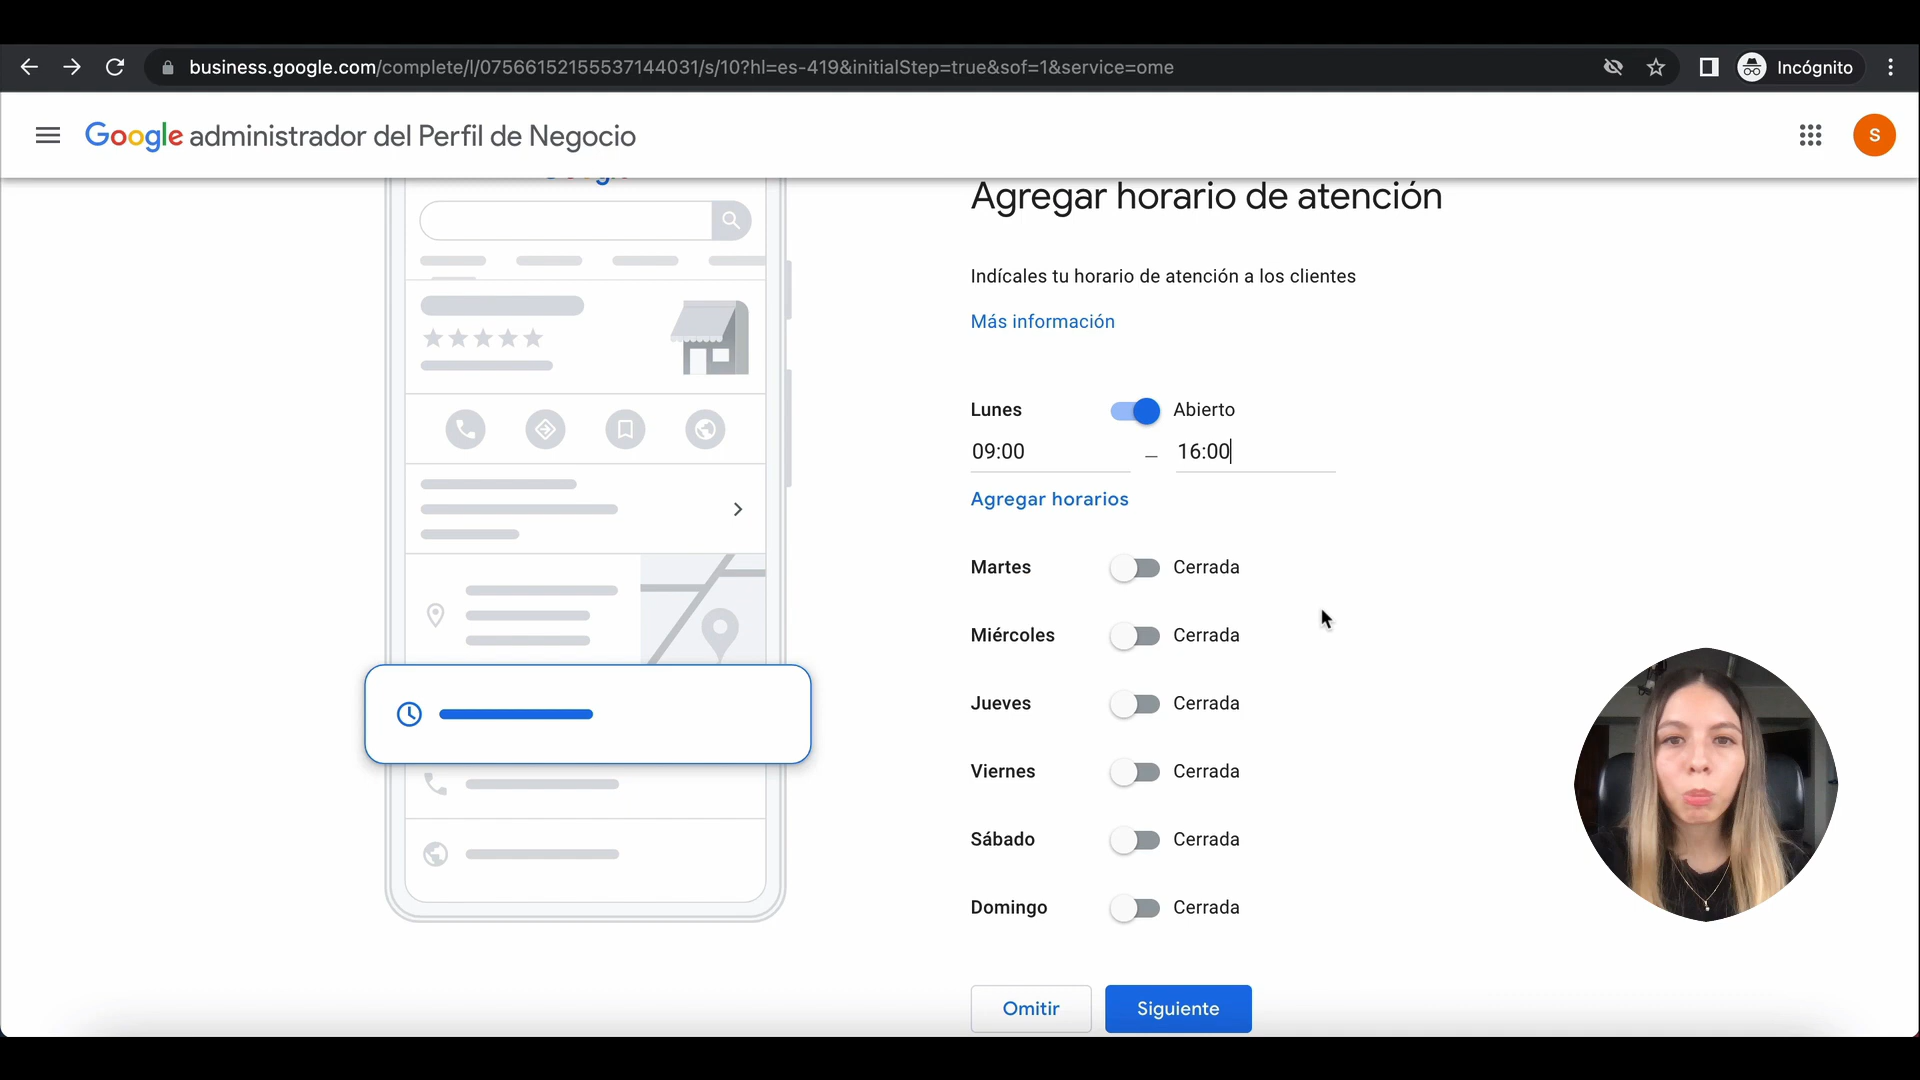 business.google.com/complete/l/07566152155537144031/s/10?hl=es-419&initialStep=true&sof=1&service=ome
Incógnito
Google administrador del Perfil de Negocio
S
Agregar horario de atención
Indícales tu horario de atención a los clientes
Más información
Lunes Abierto
09:00 – 16:00
Agregar horarios
Martes Cerrada
Miércoles Cerrada
Jueves Cerrada
Viernes Cerrada
Sábado Cerrada
Domingo Cerrada
Omitir Siguiente